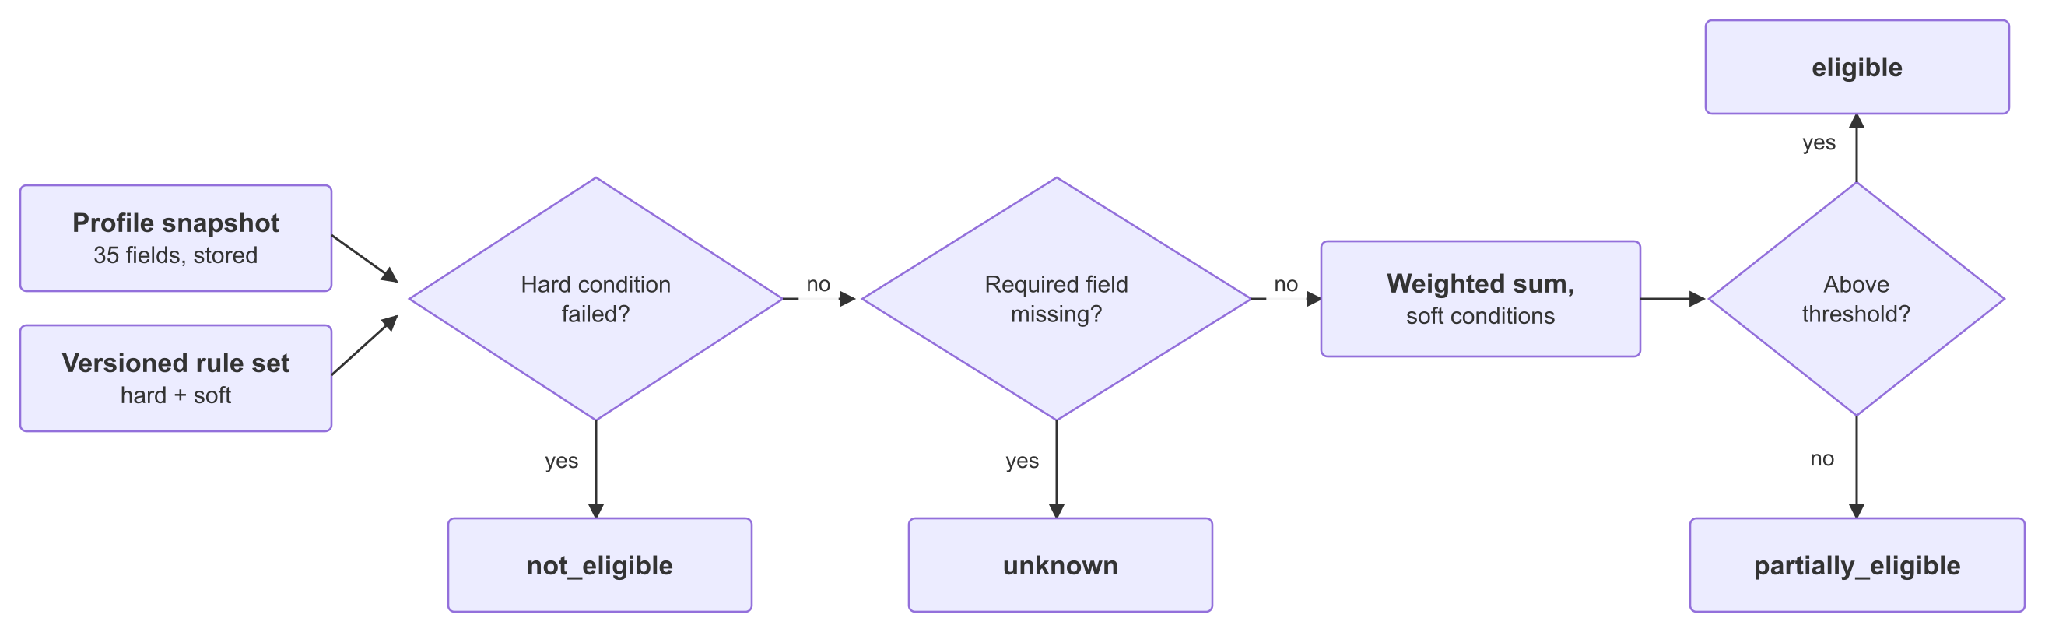 Profile snapshot
35 fields, stored
Versioned rule set
hard + soft
Hard condition
failed?
no
yes
not_eligible
Required field
missing?
no
yes
unknown
Weighted sum,
soft conditions
Above
threshold?
yes
eligible
no
partially_eligible